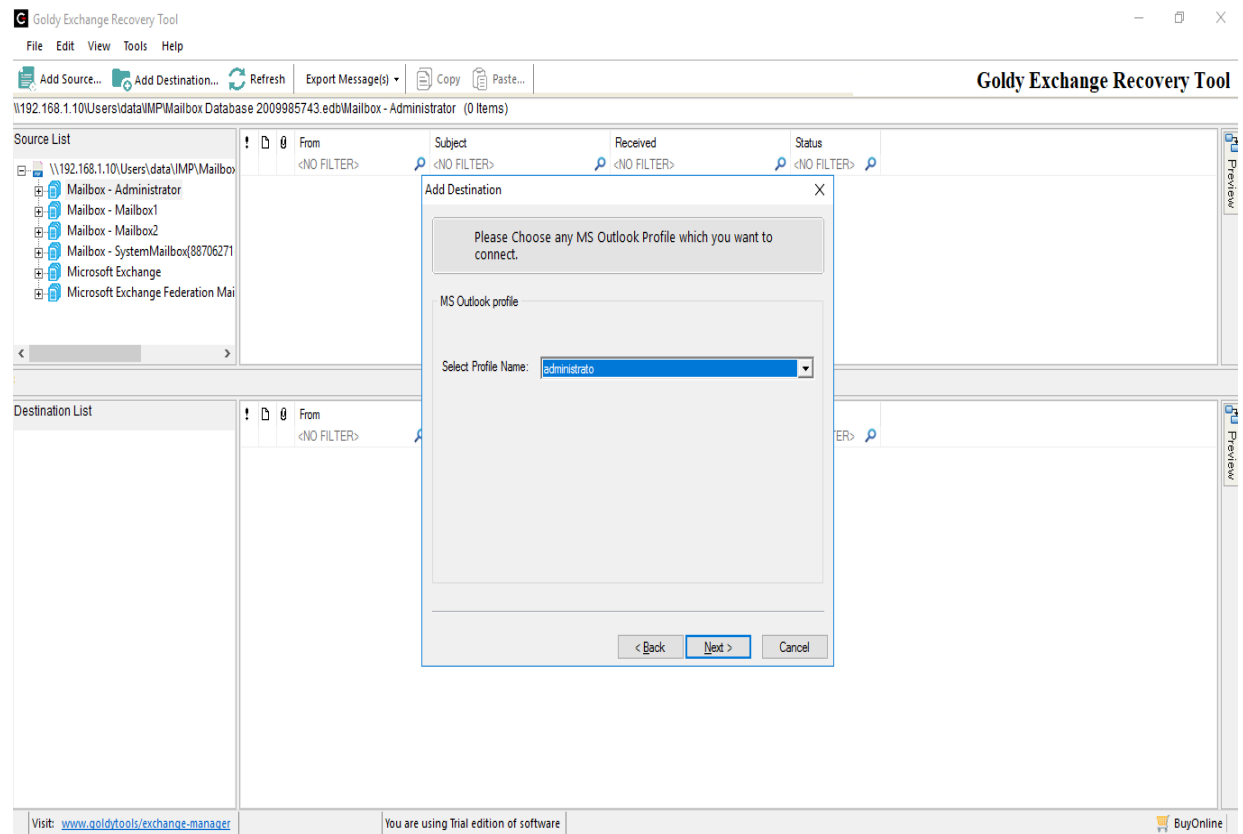 Goldy Exchange Recovery Tool
File Edit View Tools Help
Add Source... Add Destination... Refresh Export Message(s) Copy Paste... Goldy Exchange Recovery Tool
\\192.168.1.10\Users\data\IMP\Mailbox Database 2009985743.edb\Mailbox - Administrator (0 Items)
Source List
\\192.168.1.10\Users\data\IMP\Mailbox
Mailbox - Administrator
Mailbox - Mailbox1
Mailbox - Mailbox2
Mailbox - SystemMailbox{88706271
Microsoft Exchange
Microsoft Exchange Federation Mai
! From Subject Received Status
<NO FILTER> <NO FILTER> <NO FILTER> <NO FILTER>
Preview
Add Destination X
Please Choose any MS Outlook Profile which you want to
connect.
MS Outlook profile
Select Profile Name: administrato
< Back Next > Cancel
Destination List
! From
<NO FILTER> TER>
Preview
Visit: www.goldytools/exchange-manager You are using Trial edition of software BuyOnline